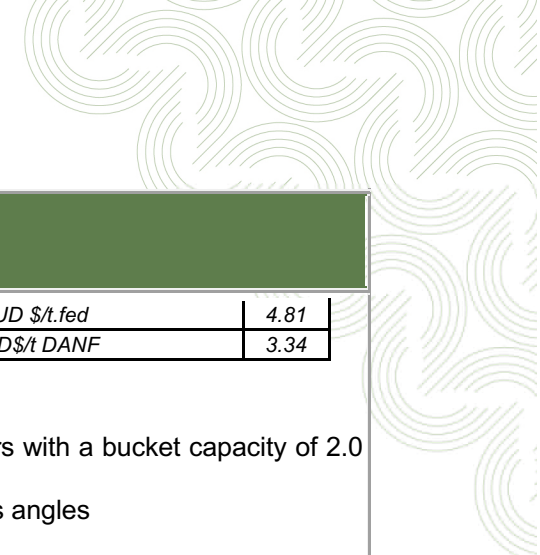 UD $/t.fed 4.81
D$/t DANF 3.34
rs with a bucket capacity of 2.0
s angles